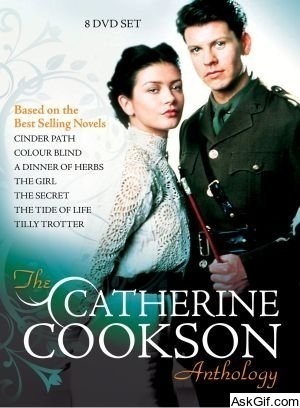 8 DVD SET
Based on the
Best Selling Novels
CINDER PATH
COLOUR BLIND
A DINNER OF HERBS
THE GIRL
THE SECRET
THE TIDE OF LIFE
TILLY TROTTER
The
CATHERINE
COOKSON
Anthology
AskGif.com